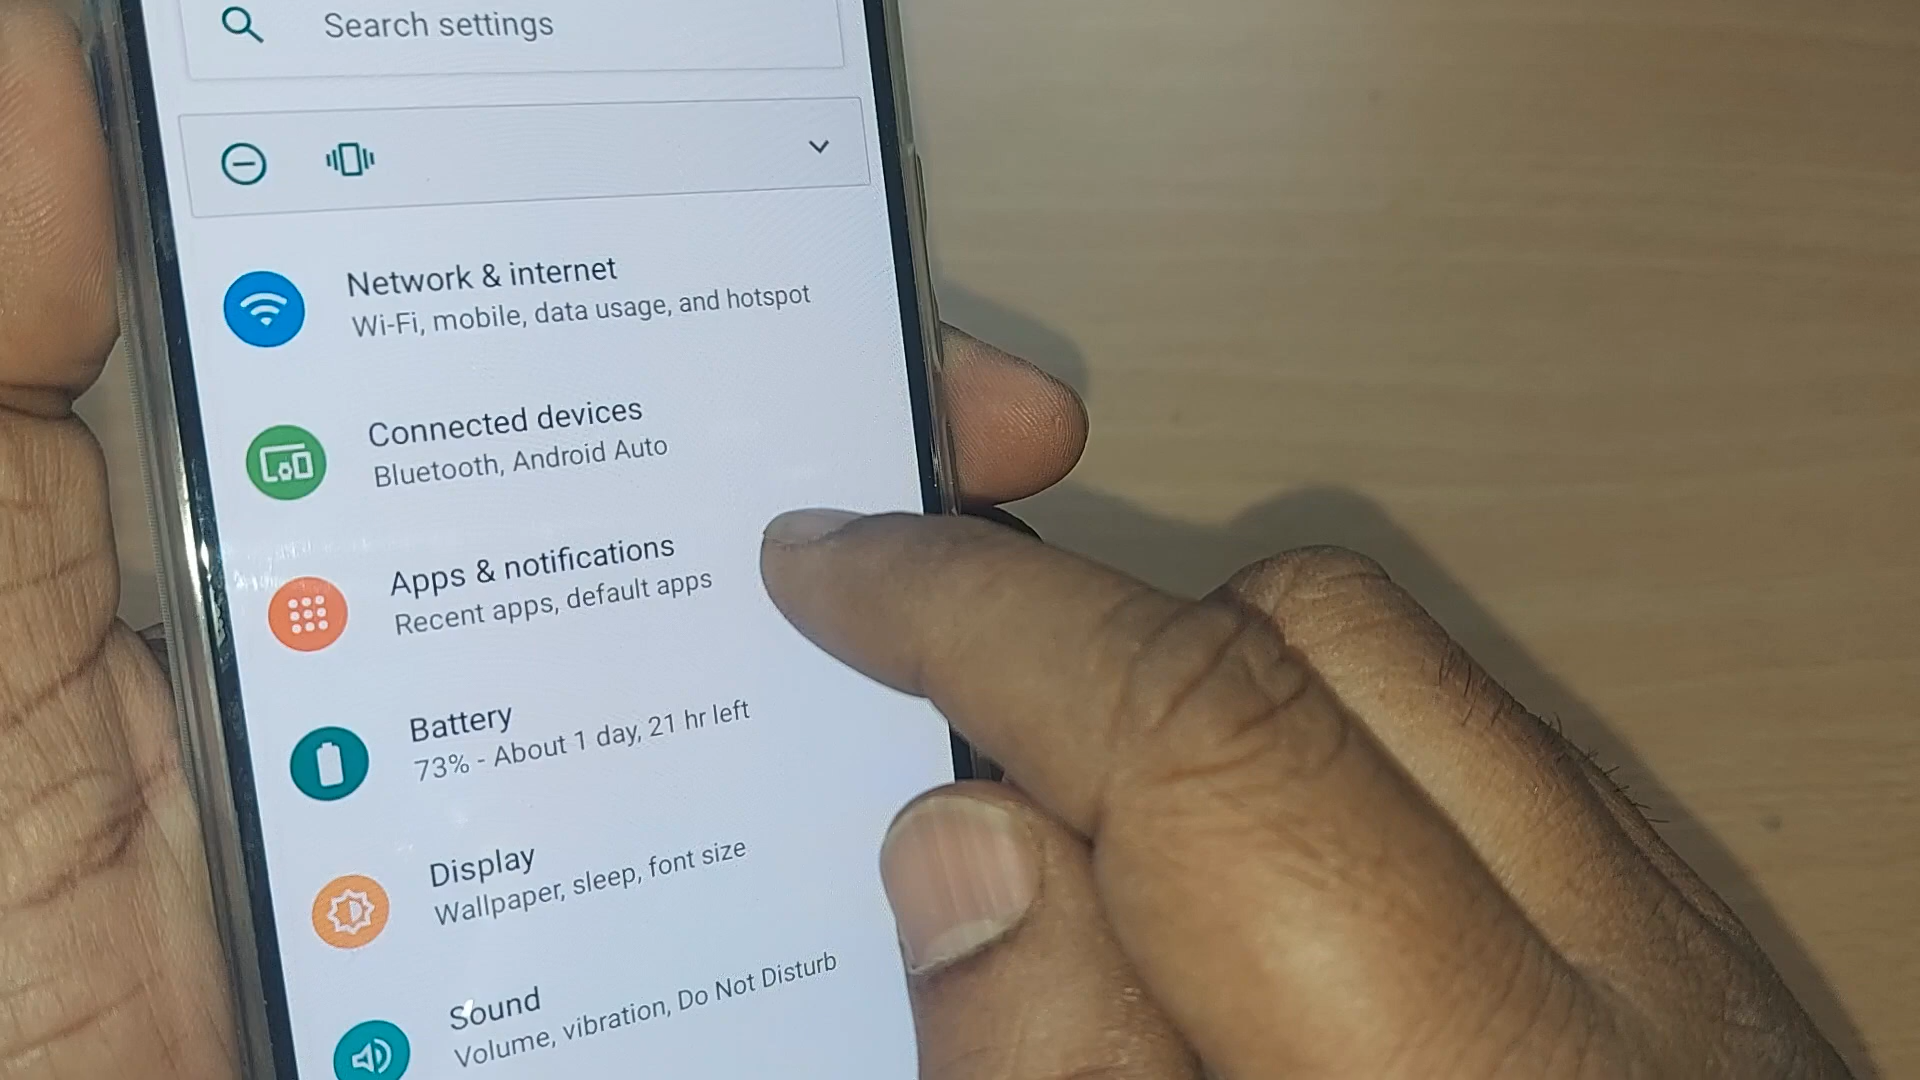 Search settings
Network & internet
Wi-Fi, mobile, data usage, and hotspot
Connected devices
Bluetooth, Android Auto
Apps & notifications
Recent apps, default apps
Battery
73% - About 1 day, 21 hr left
Display
Wallpaper, sleep, font size
Sound
Volume, vibration, Do Not Disturb